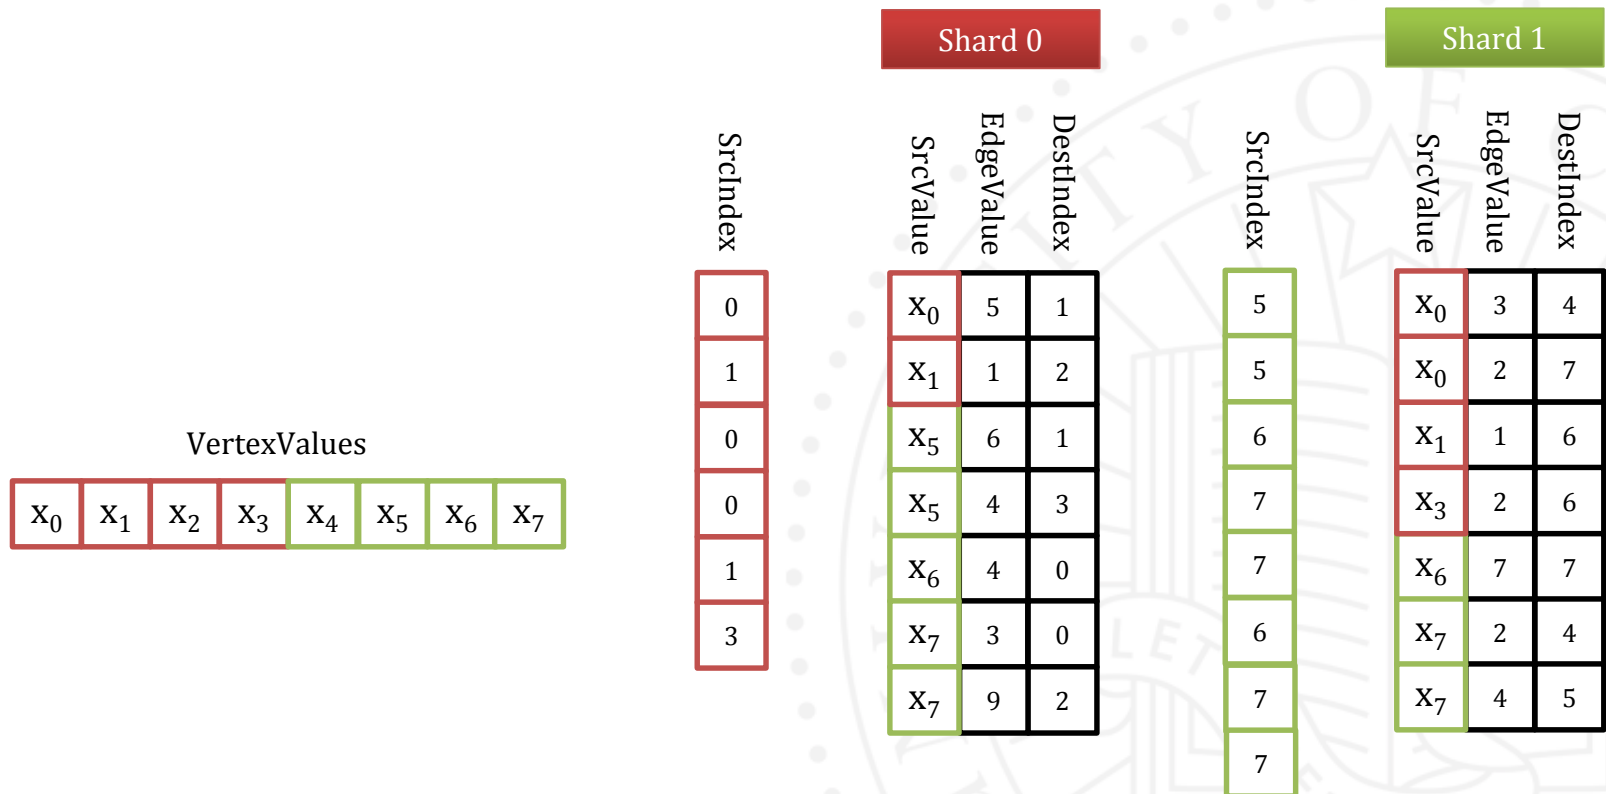 Shard 0
Shard 1
SrcIndex
SrcValue
EdgeValue
DestIndex
SrcIndex
SrcValue
EdgeValue
DestIndex
VertexValues
x₀ x₁ x₂ x₃ x₄ x₅ x₆ x₇
0
1
0
0
1
3
x₀ 5 1
x₁ 1 2
x₅ 6 1
x₅ 4 3
x₆ 4 0
x₇ 3 0
x₇ 9 2
5
5
6
7
7
6
7
7
x₀ 3 4
x₀ 2 7
x₁ 1 6
x₃ 2 6
x₆ 7 7
x₇ 2 4
x₇ 4 5